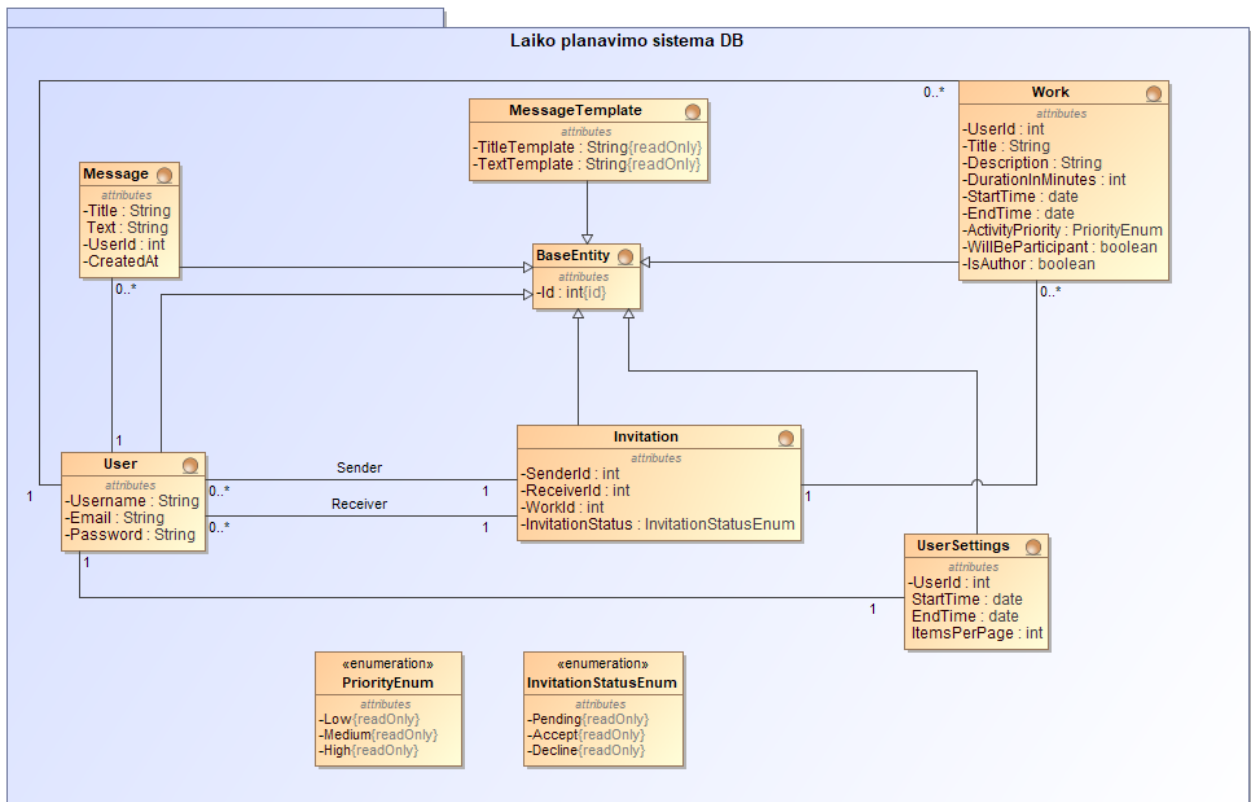 Laiko planavimo sistema DB
MessageTemplate
attributes
-TitleTemplate : String{readOnly}
-TextTemplate : String{readOnly}
0..*
Work
attributes
-UserId : int
-Title : String
-Description : String
-DurationInMinutes : int
-StartTime : date
-EndTime : date
-ActivityPriority : PriorityEnum
-WillBeParticipant : boolean
-IsAuthor : boolean
0..*
Message
attributes
-Title : String
Text : String
-UserId : int
-CreatedAt
0..*
BaseEntity
attributes
-Id : int{id}
1
User
attributes
-Username : String
-Email : String
-Password : String
1
1
Sender
0..*
1
Receiver
0..*
1
Invitation
attributes
-SenderId : int
-ReceiverId : int
-WorkId : int
-InvitationStatus : InvitationStatusEnum
1
UserSettings
attributes
-UserId : int
StartTime : date
EndTime : date
ItemsPerPage : int
1
«enumeration»
PriorityEnum
attributes
-Low{readOnly}
-Medium{readOnly}
-High{readOnly}
«enumeration»
InvitationStatusEnum
attributes
-Pending{readOnly}
-Accept{readOnly}
-Decline{readOnly}